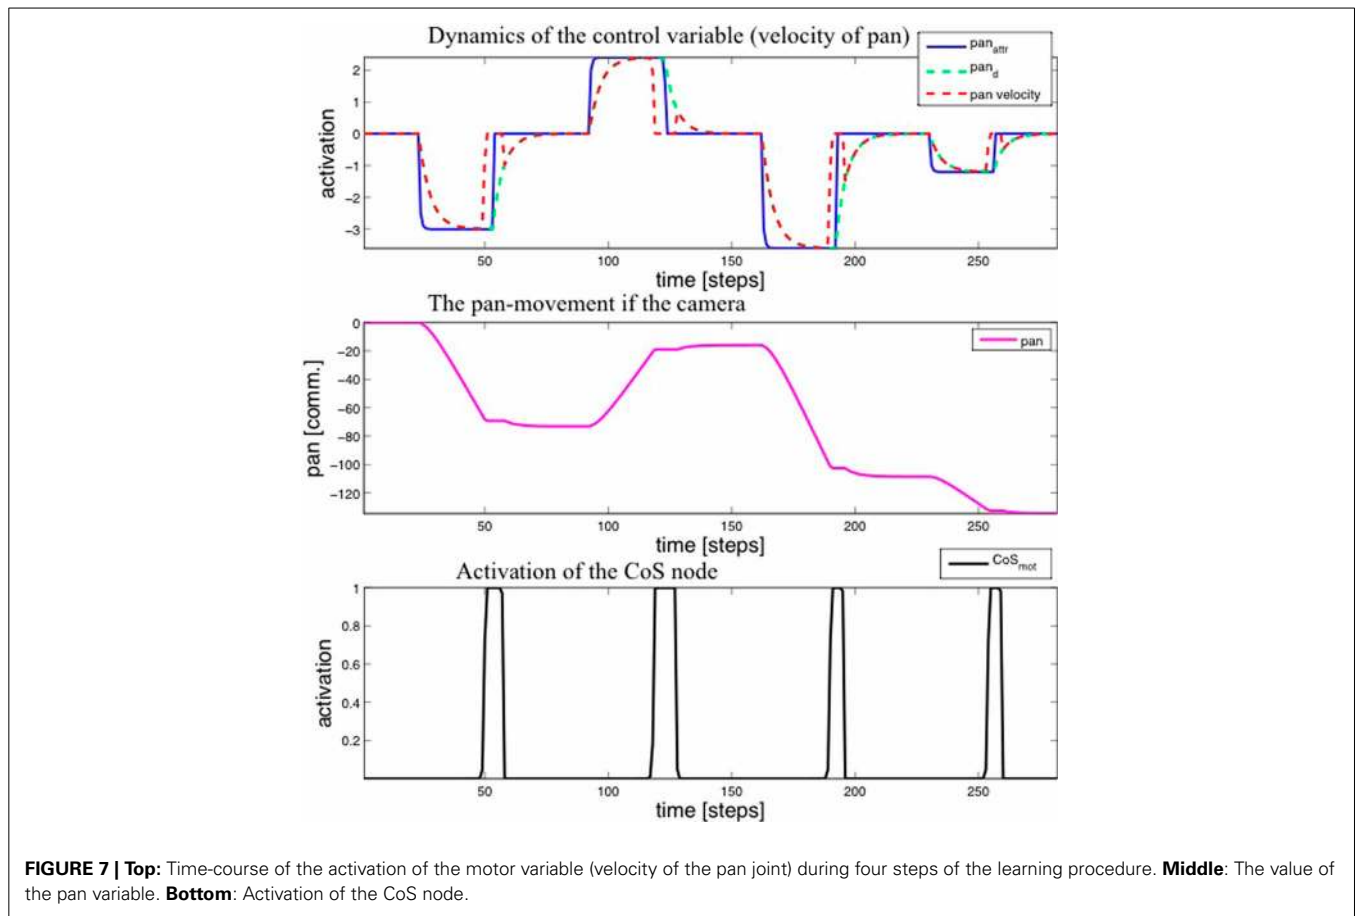 Dynamics of the control variable (velocity of pan)
pan_attr
pan_d
pan velocity
activation
2
1
0
−1
−2
−3
50 100 150 200 250
time [steps]
The pan-movement if the camera
pan
pan [comm.]
0
−20
−40
−60
−80
−100
−120
50 100 150 200 250
time [steps]
CoS_mot
Activation of the CoS node
activation
1
0.8
0.6
0.4
0.2
50 100 150 200 250
time [steps]
FIGURE 7 | Top: Time-course of the activation of the motor variable (velocity of the pan joint) during four steps of the learning procedure. Middle: The value of
the pan variable. Bottom: Activation of the CoS node.